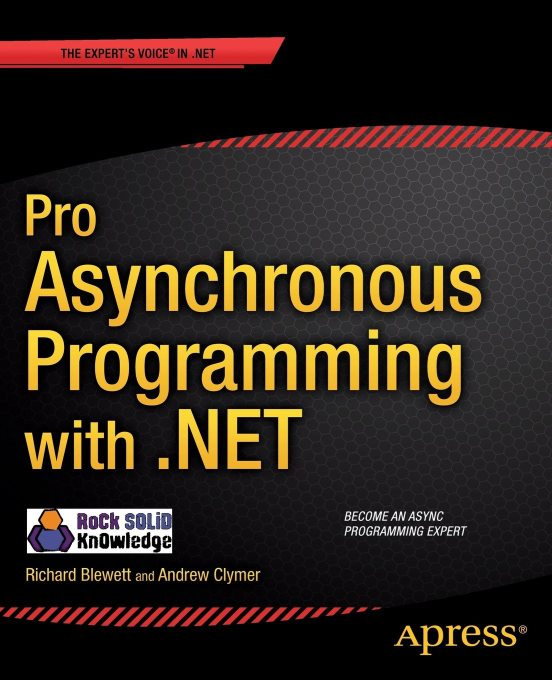 THE EXPERT'S VOICE® IN .NET
Pro
Asynchronous
Programming
with .NET
RoCK SOLiD
KnOwledge
BECOME AN ASYNC
PROGRAMMING EXPERT
Richard Blewett and Andrew Clymer
Apress®